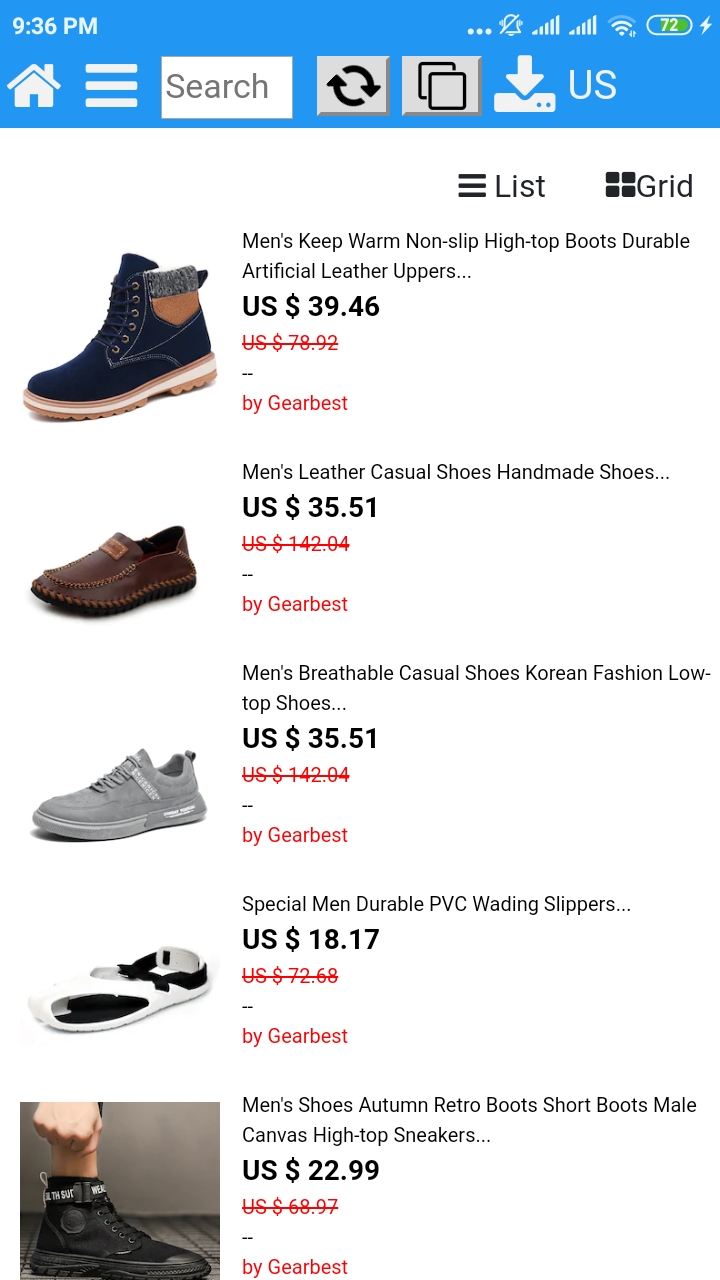 9:36 PM
72
Search
US
List
Grid
Men's Keep Warm Non-slip High-top Boots Durable
Artificial Leather Uppers...
US $ 39.46
US $ 78.92
--
by Gearbest
Men's Leather Casual Shoes Handmade Shoes...
US $ 35.51
US $ 142.04
--
by Gearbest
Men's Breathable Casual Shoes Korean Fashion Low-
top Shoes...
US $ 35.51
US $ 142.04
--
by Gearbest
Special Men Durable PVC Wading Slippers...
US $ 18.17
US $ 72.68
--
by Gearbest
Men's Shoes Autumn Retro Boots Short Boots Male
Canvas High-top Sneakers...
US $ 22.99
US $ 68.97
--
by Gearbest